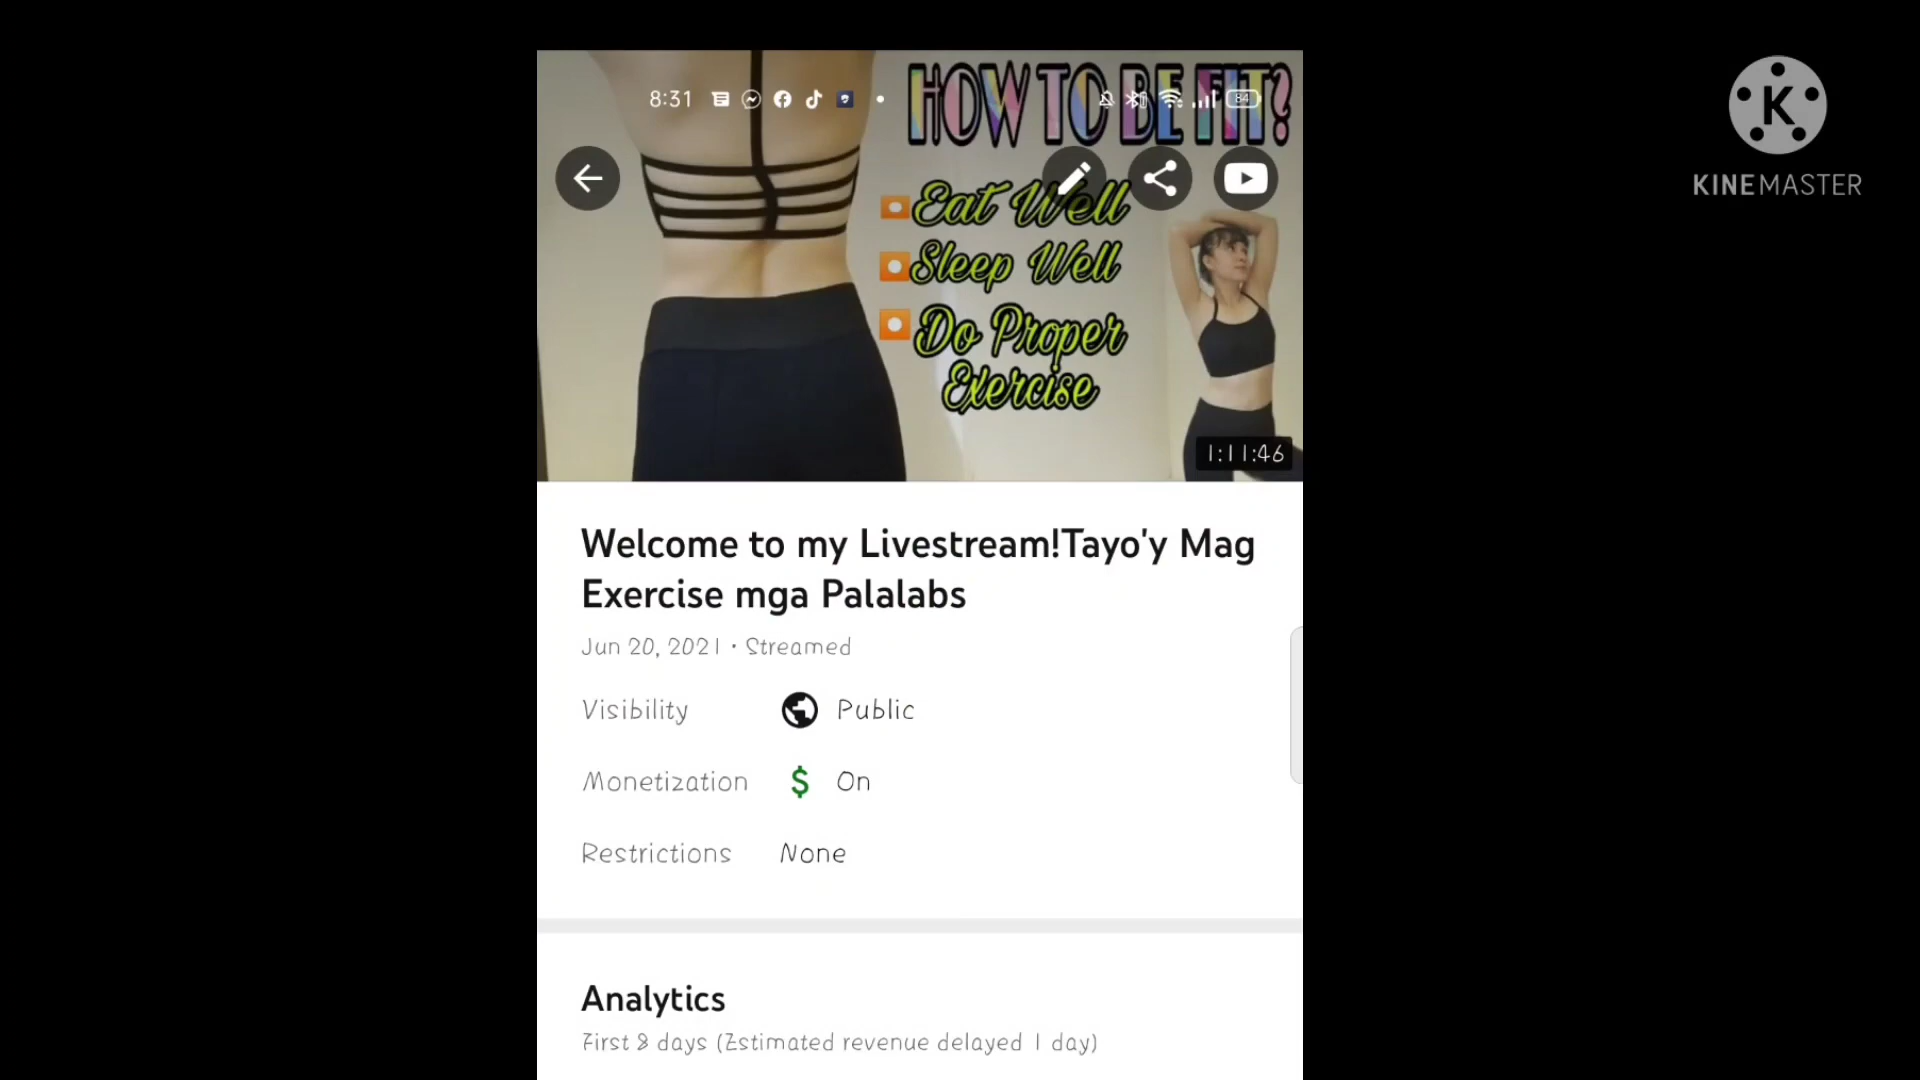 HOW TO BE FIT?
8:31
84
Eat Well
Sleep Well
Do Proper
Exercise
1:11:46
Welcome to my Livestream!Tayo'y Mag
Exercise mga Palalabs
Jun 20, 2021 · Streamed
Visibility Public
Monetization $ On
Restrictions None
Analytics
First 8 days (Estimated revenue delayed 1 day)
K
KINEMASTER